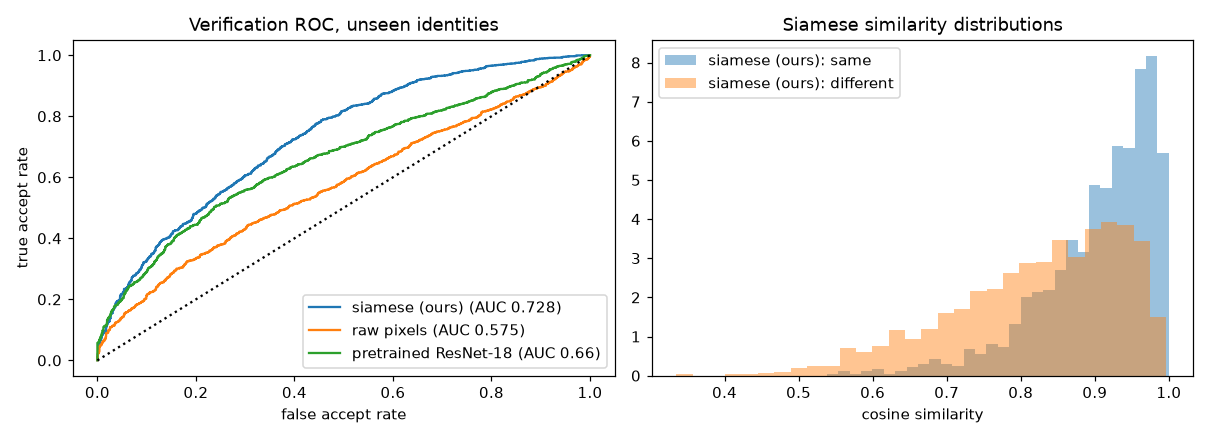 Verification ROC, unseen identities
true accept rate
1.0
0.8
0.6
0.4
0.2
0.0
siamese (ours) (AUC 0.728)
raw pixels (AUC 0.575)
pretrained ResNet-18 (AUC 0.66)
0.0 0.2 0.4 0.6 0.8 1.0
false accept rate
Siamese similarity distributions
siamese (ours): same
siamese (ours): different
8
7
6
5
4
3
2
1
0
0.4 0.5 0.6 0.7 0.8 0.9 1.0
cosine similarity